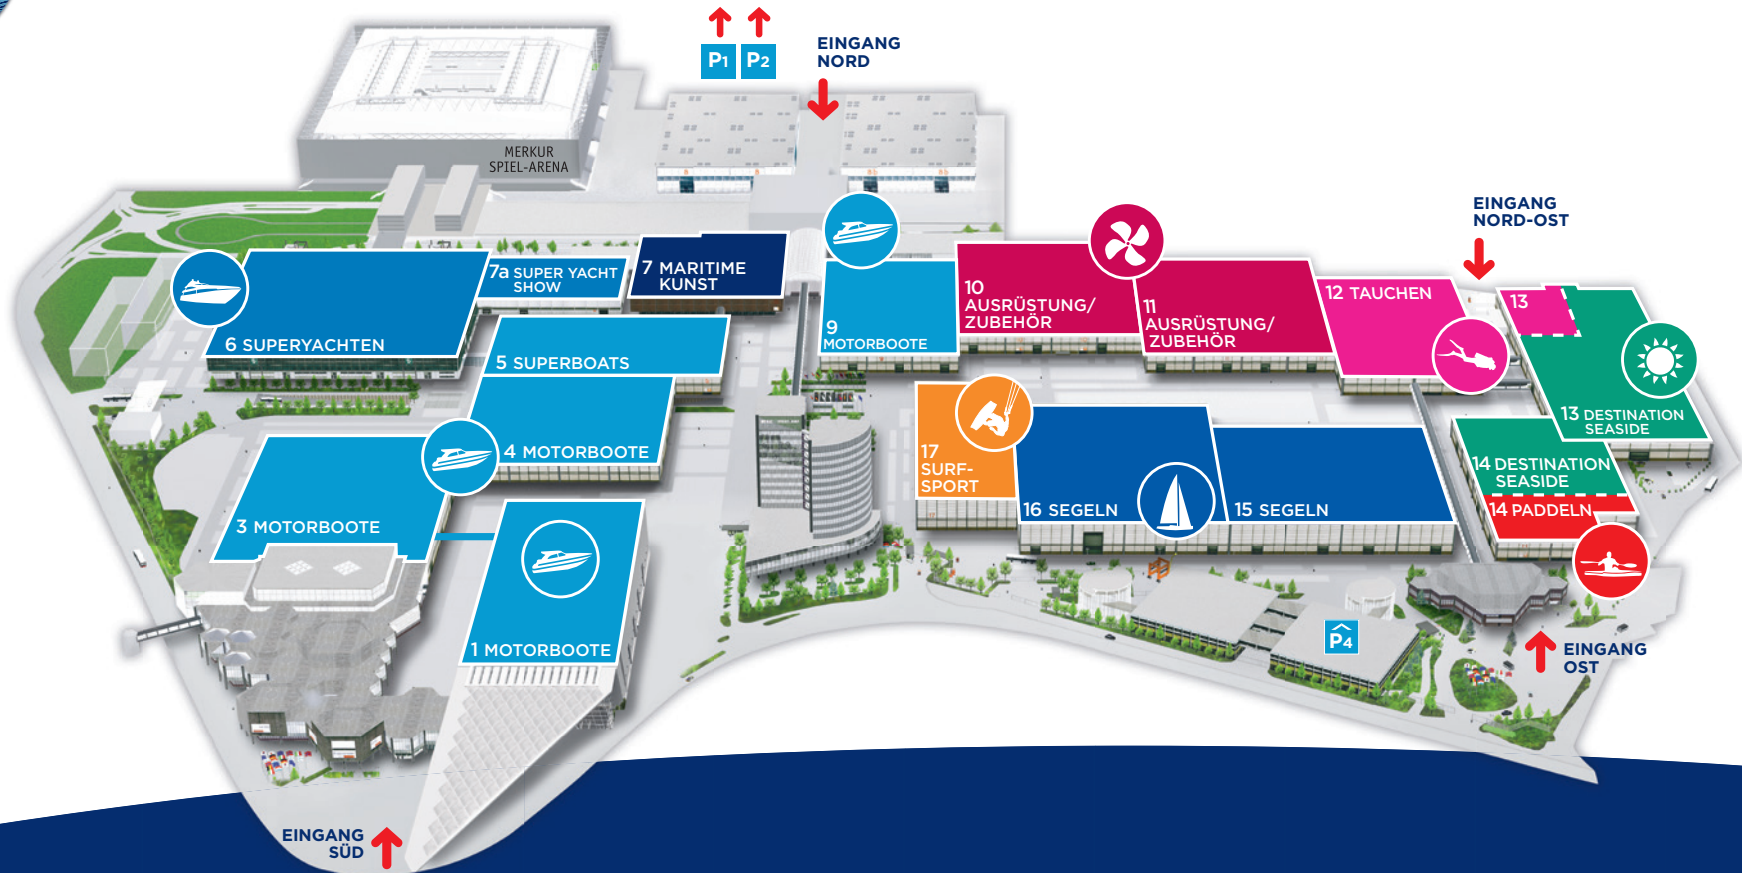 P1 P2
EINGANG
NORD
MERKUR
SPIEL-ARENA
EINGANG
NORD-OST
7a SUPER YACHT
SHOW
7 MARITIME
KUNST
6 SUPERYACHTEN
5 SUPERBOATS
4 MOTORBOOTE
3 MOTORBOOTE
1 MOTORBOOTE
9
MOTORBOOTE
10
AUSRÜSTUNG/
ZUBEHÖR
11
AUSRÜSTUNG/
ZUBEHÖR
12 TAUCHEN
13
13 DESTINATION
SEASIDE
14 DESTINATION
SEASIDE
14 PADDELN
17
SURF-
SPORT
16 SEGELN
15 SEGELN
P4
EINGANG
OST
EINGANG
SÜD